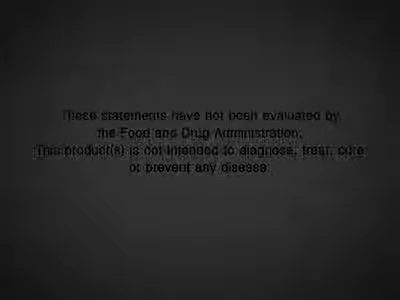 These statements have not been evaluated by
the Food and Drug Administration.
This product(s) is not intended to diagnose, treat, cure
or prevent any disease.